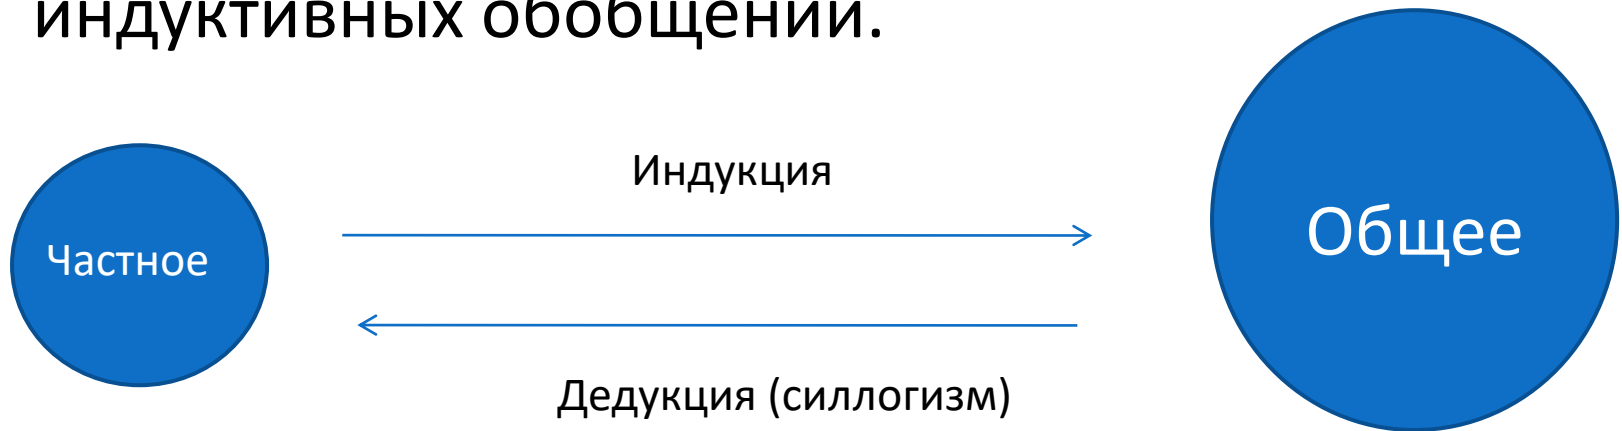 индуктивных обобщений.
Индукция
Частное
Общее
Дедукция (силлогизм)